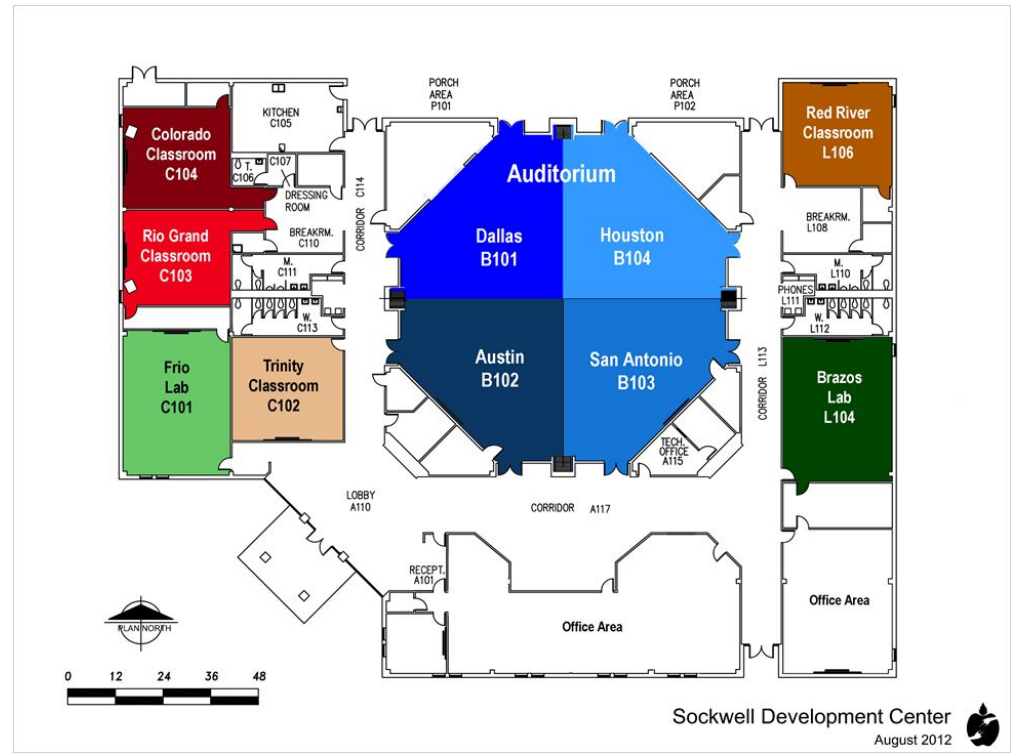 PORCH
AREA
P101
PORCH
AREA
P102
KITCHEN
C105
Colorado
Classroom
C104
T.
C106
C107
DRESSING
ROOM
CORRIDOR C114
BREAKRM.
C110
Rio Grand
Classroom
C103
M.
C111
W.
C113
Frio
Lab
C101
Trinity
Classroom
C102
Auditorium
Dallas
B101
Houston
B104
Austin
B102
San Antonio
B103
TECH.
OFFICE
A115
Red River
Classroom
L106
BREAKRM.
L108
M.
L110
PHONES
L111
W.
L112
CORRIDOR L113
Brazos
Lab
L104
LOBBY
A110
CORRIDOR A117
RECEPT.
A101
Office Area
Office Area
PLAN NORTH
0 12 24 36 48
Sockwell Development Center
August 2012